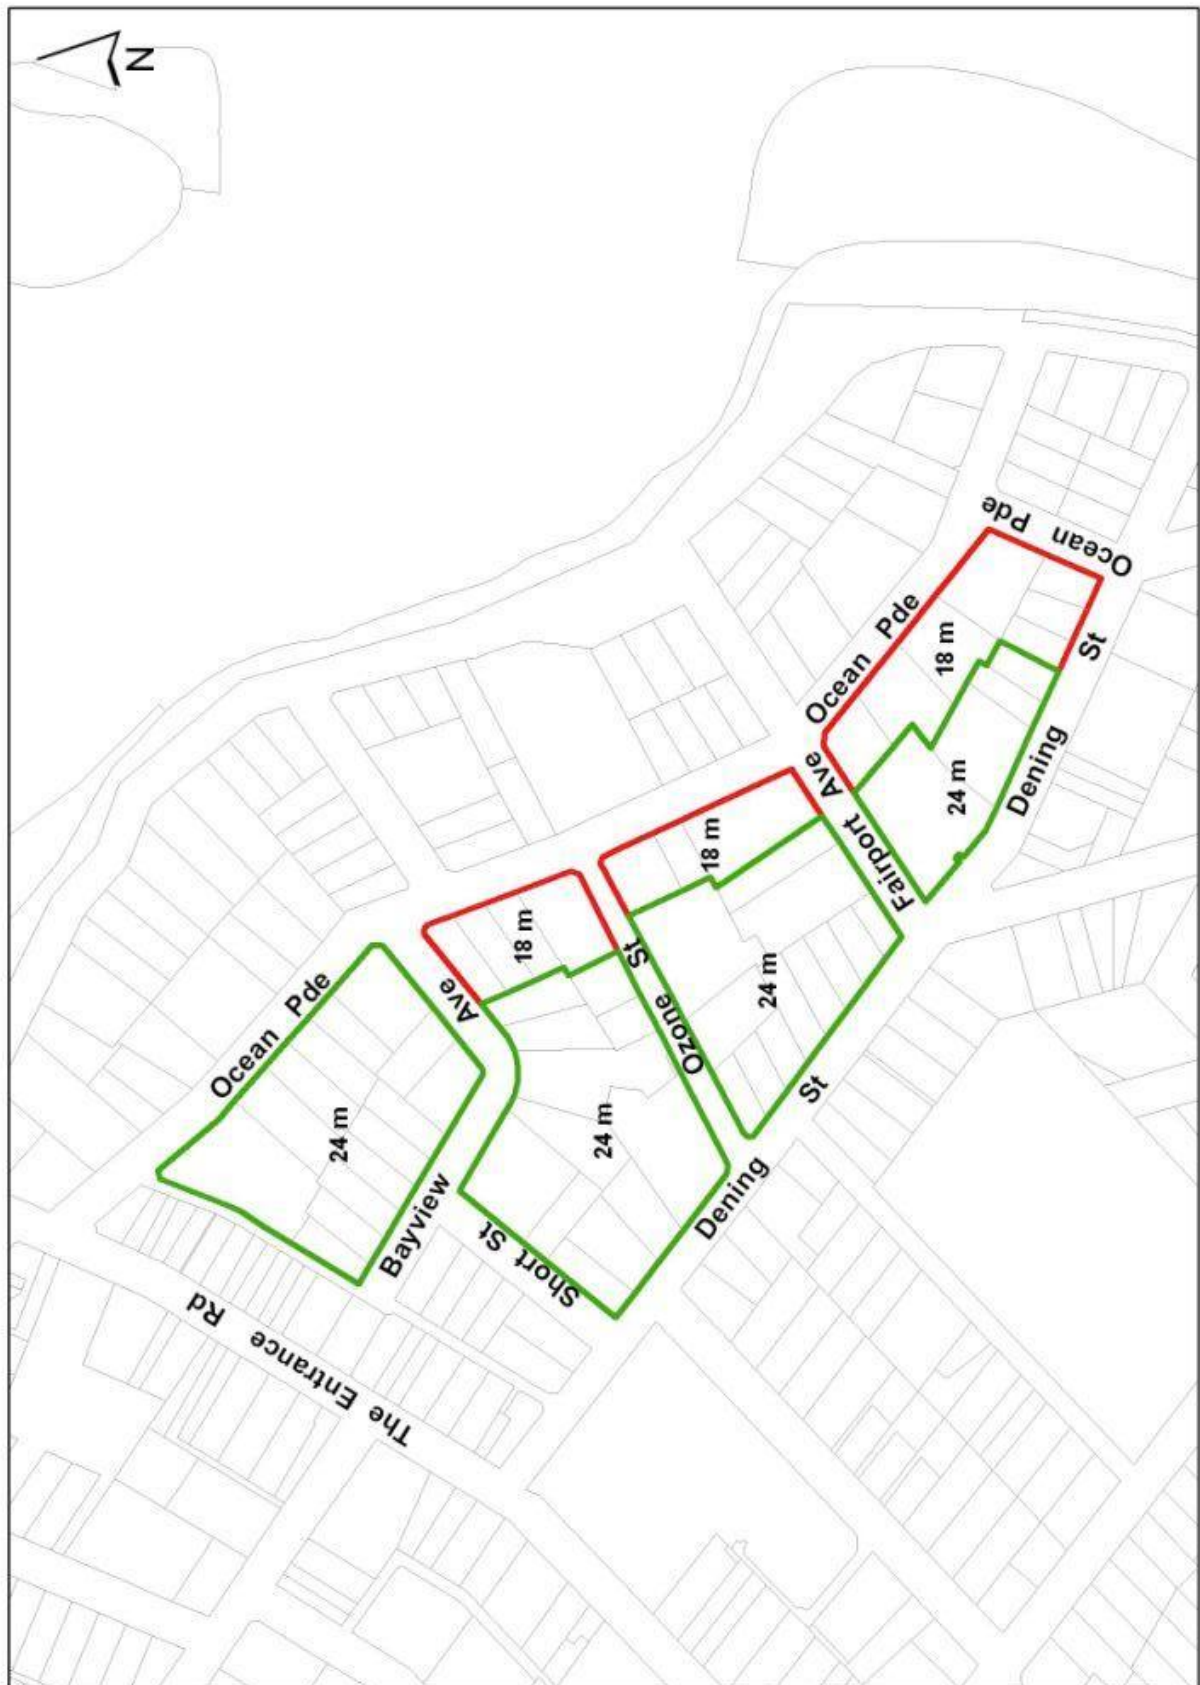 N
Ocean Pde
Ocean Pde
18 m
St
Ocean Pde
Ave
24 m
Dening
18 m
Fairport
18 m
St
Ave
24 m
Ozone
Ocean Pde
24 m
24 m
St
Dening
Bayview
Short St
The Entrance Rd